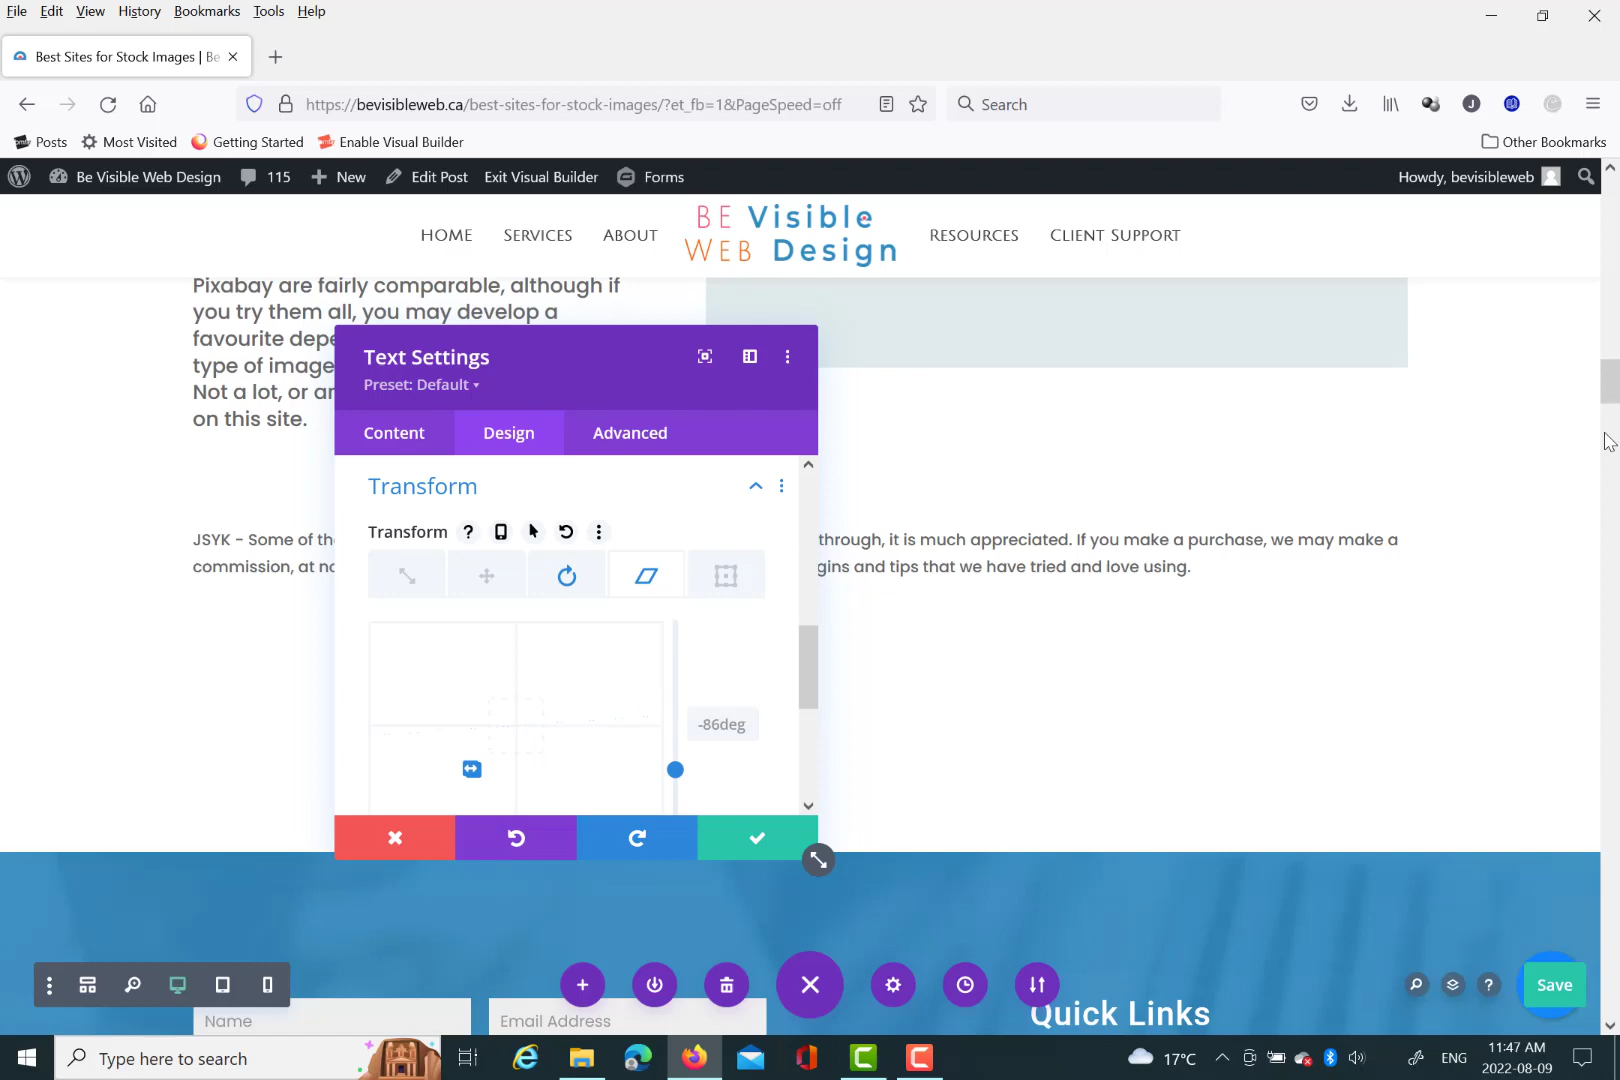 File Edit View History Bookmarks Tools Help
Best Sites for Stock Images | Be
https://bevisibleweb.ca/best-sites-for-stock-images/?et_fb=1&PageSpeed=off
Search
J
Posts Most Visited Getting Started Enable Visual Builder Other Bookmarks
Be Visible Web Design 115 New Edit Post Exit Visual Builder Forms Howdy, bevisibleweb
HOME SERVICES ABOUT BE Visible WEB Design RESOURCES CLIENT SUPPORT
Pixabay are fairly comparable, although if
you try them all, you may develop a
favourite depe
type of image
Not a lot, or ar
on this site.
Text Settings
Preset: Default
Content Design Advanced
Transform
Transform ?
-86deg
JSYK - Some of the through, it is much appreciated. If you make a purchase, we may make a
commission, at no gins and tips that we have tried and love using.
Save
Name Email Address Quick Links
Type here to search 17°C ENG 11:47 AM
2022-08-09